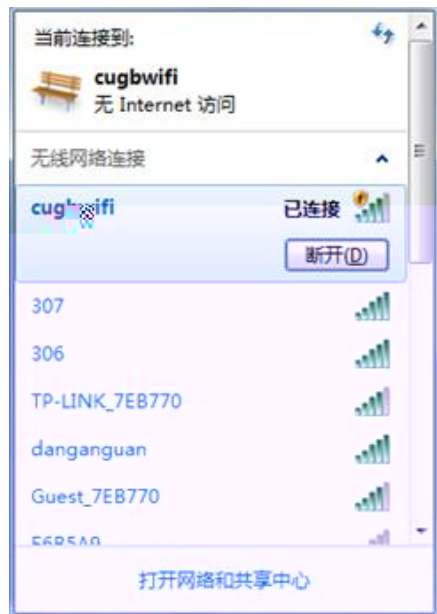 当前连接到:
cugbwifi
无 Internet 访问
无线网络连接
cugbwifi 已连接
断开(D)
307
306
TP-LINK_7EB770
danganguan
Guest_7EB770
打开网络和共享中心